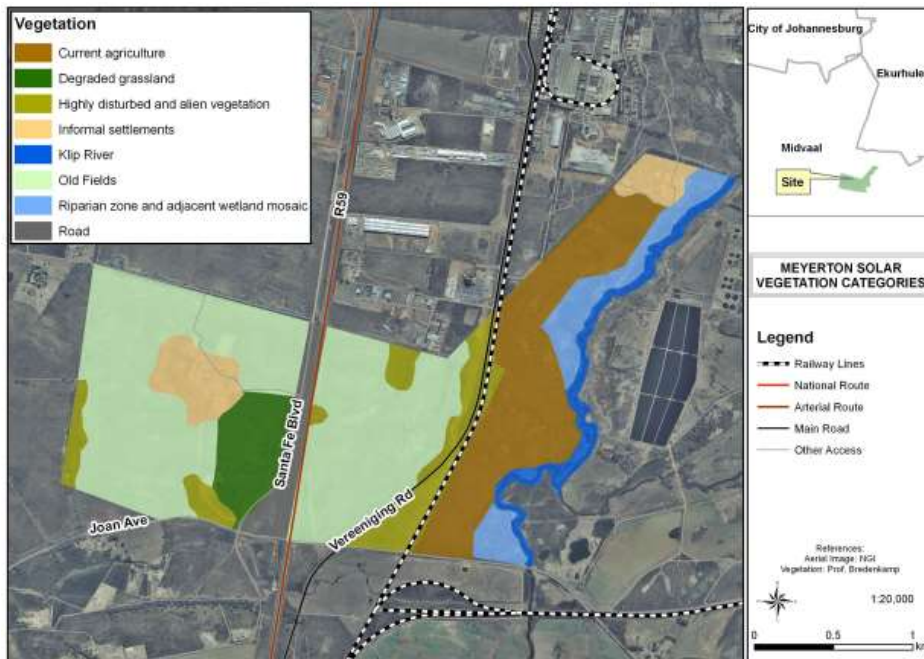 Vegetation
Current agriculture
Degraded grassland
Highly disturbed and alien vegetation
Informal settlements
Klip River
Old Fields
Riparian zone and adjacent wetland mosaic
Road
R59
Santa Fe Blvd
Vereeniging Rd
Joan Ave
City of Johannesburg
Ekurhule
Midvaal
Site
MEYERTON SOLAR
VEGETATION CATEGORIES
Legend
Railway Lines
National Route
Arterial Route
Main Road
Other Access
References:
Aerial Image: NGI
Vegetation: Prof. Bredenkamp
1:20,000
0 0.5 1